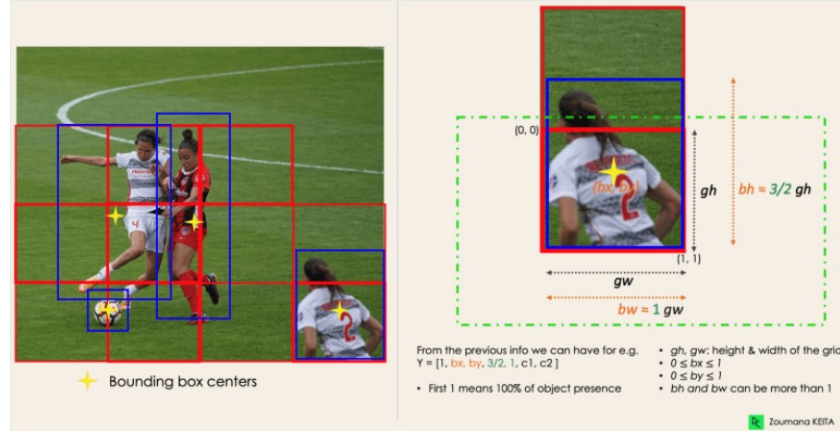 4
2
Bounding box centers
(0, 0)
(bx, by)
2
gh
bh ≈ 3/2 gh
(1, 1)
gw
bw ≈ 1 gw
From the previous info we can have for e.g.
Y = [1, bx, by, 3/2, 1, c1, c2 ]
• First 1 means 100% of object presence
• gh, gw: height & width of the grid
• 0 ≤ bx ≤ 1
• 0 ≤ by ≤ 1
• bh and bw can be more than 1
Zoumana KEITA